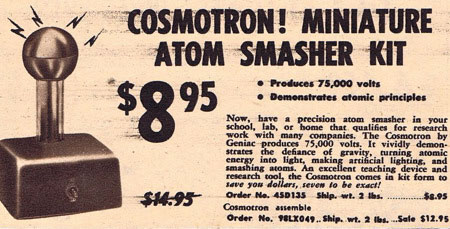 COSMOTRON! MINIATURE
ATOM SMASHER KIT
$8.95
• Produces 75,000 volts
• Demonstrates atomic principles
$14.95
Now, have a precision atom smasher in your
school, lab, or home that qualifies for research
work with many companies. The Cosmotron by
Geniac produces 75,000 volts. It vividly demon-
strates the defiance of gravity, turning atomic
energy into light, making artificial lighting, and
smashing atoms. An excellent teaching device and
research tool, the Cosmotron comes in kit form to
save you dollars, seven to be exact!
Order No. 45D135 Ship. wt. 2 lbs. ........$8.95
Cosmotron assemble
Order No. 98LX049..Ship. wt. 2 lbs. ...Sale $12.95